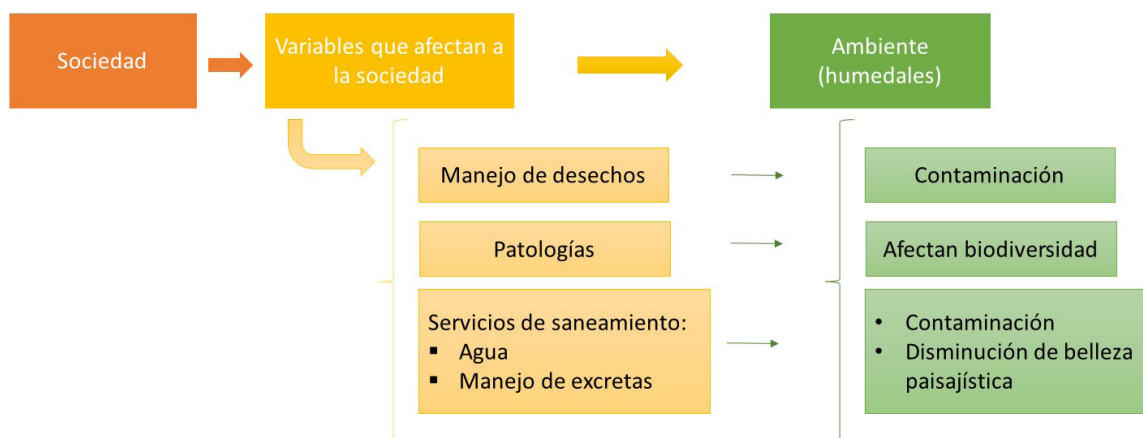 Sociedad
Variables que afectan a
la sociedad
Ambiente
(humedales)
Manejo de desechos
Contaminación
Patologías
Afectan biodiversidad
Servicios de saneamiento:
▪ Agua
▪ Manejo de excretas
• Contaminación
• Disminución de belleza
paisajística